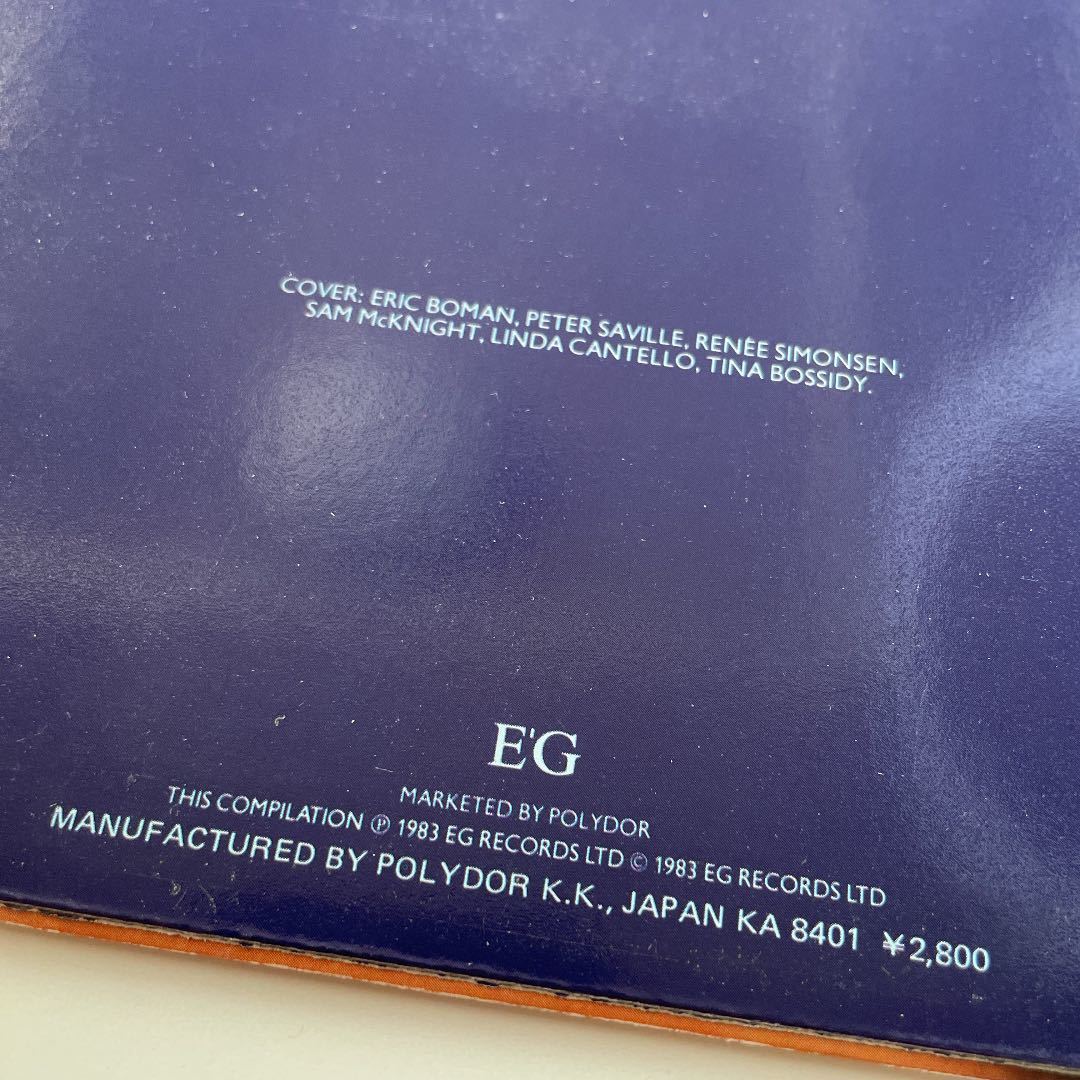 COVER: ERIC BOMAN, PETER SAVILLE, RENÉE SIMONSEN,
SAM McKNIGHT, LINDA CANTELLO, TINA BOSSIDY.
E'G
MARKETED BY POLYDOR
THIS COMPILATION ℗ 1983 EG RECORDS LTD © 1983 EG RECORDS LTD
MANUFACTURED BY POLYDOR K.K., JAPAN KA 8401 ¥2,800